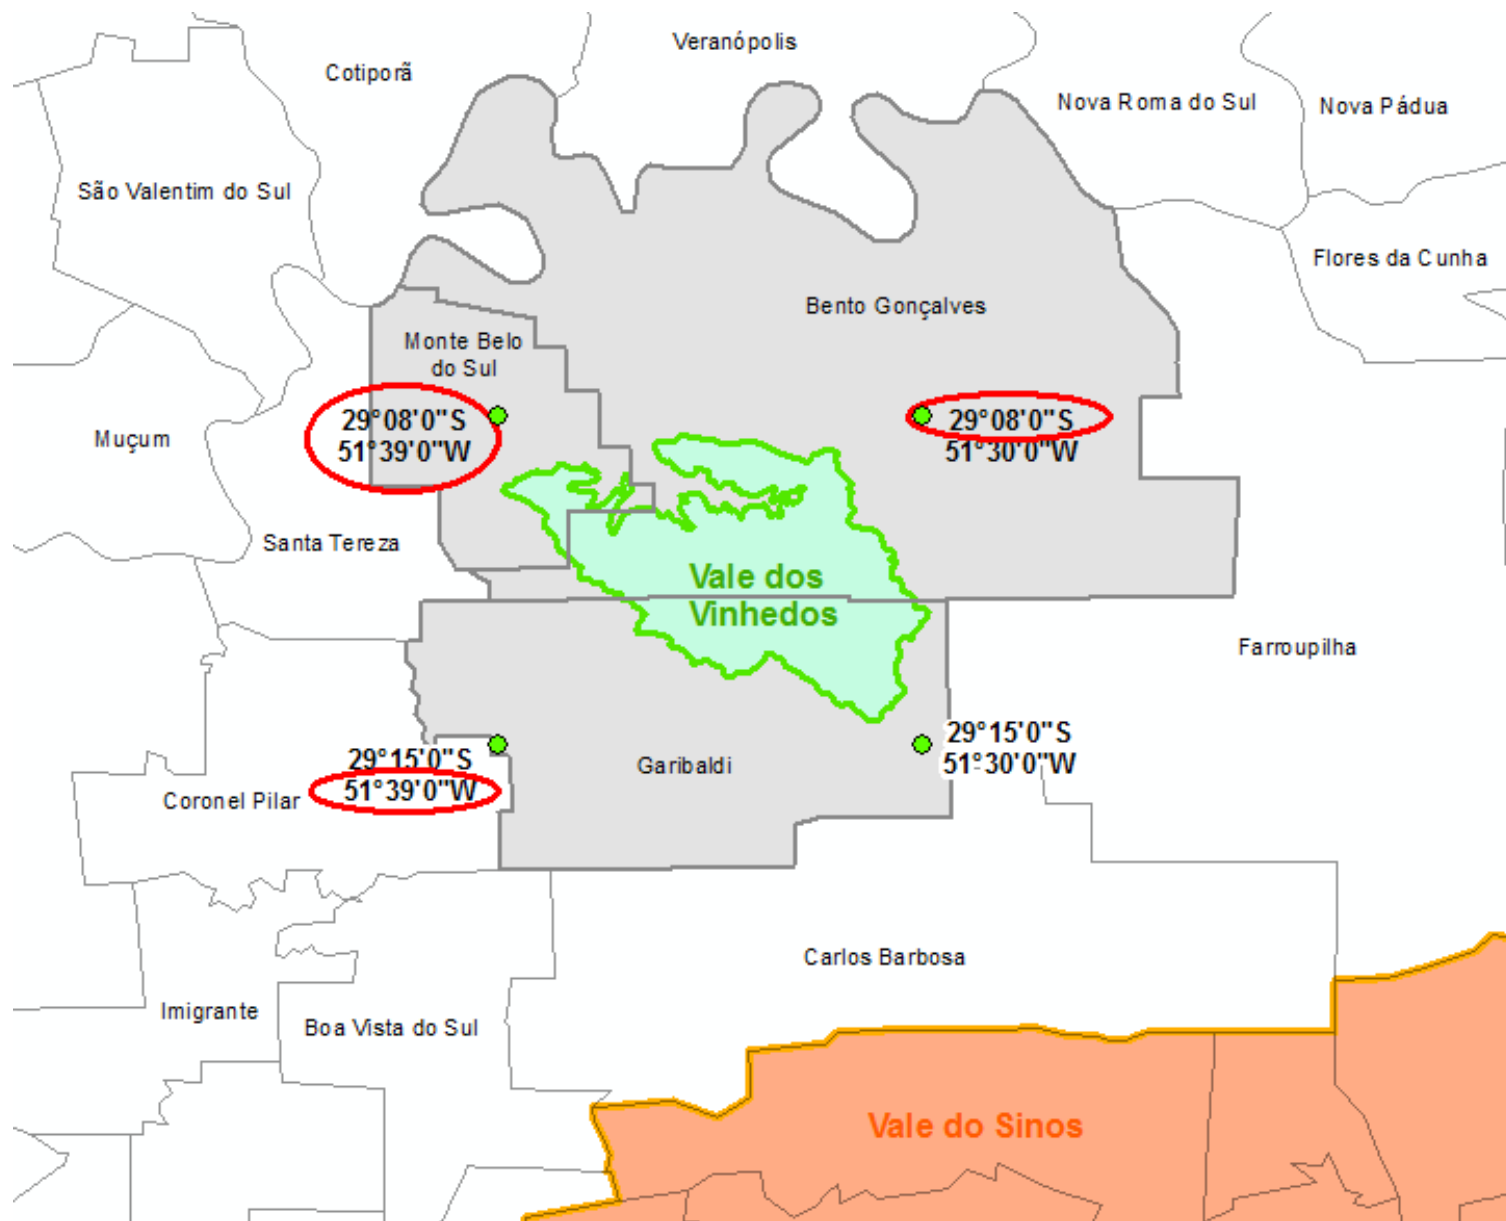 Veranópolis
Cotiporã
Nova Roma do Sul
Nova Pádua
São Valentim do Sul
Flores da Cunha
Bento Gonçalves
Monte Belo
do Sul
29°08'0"S
51°39'0"W
29°08'0"S
51°30'0"W
Muçum
Santa Tereza
Vale dos
Vinhedos
Farroupilha
29°15'0"S
51°39'0"W
29°15'0"S
51°30'0"W
Garibaldi
Coronel Pilar
Carlos Barbosa
Imigrante
Boa Vista do Sul
Vale do Sinos